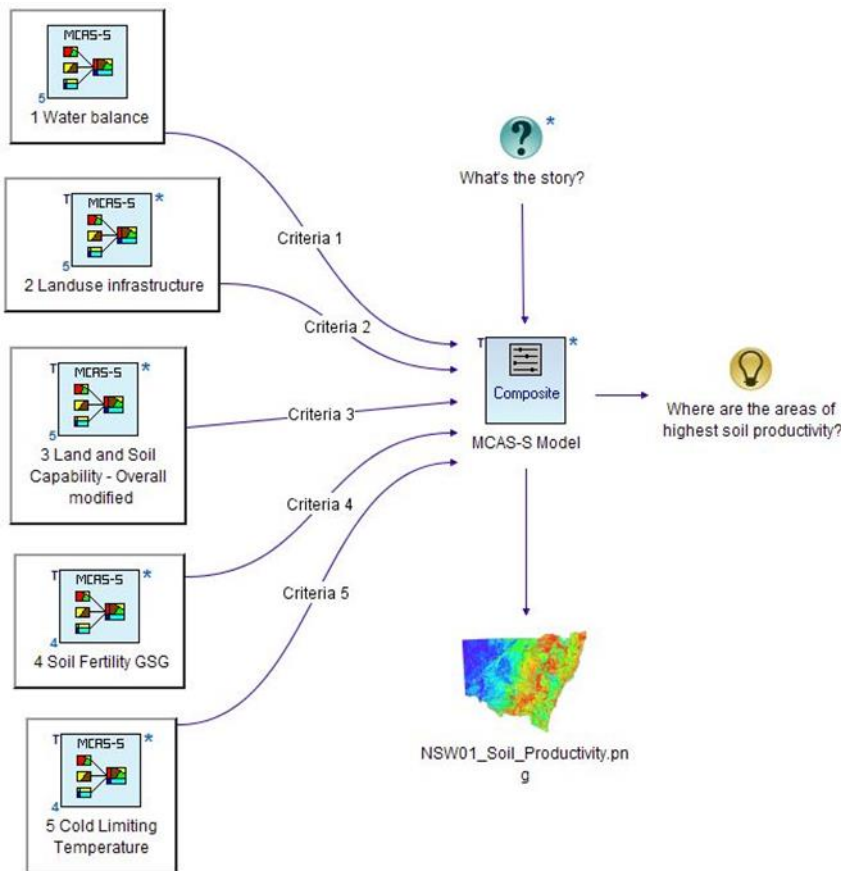 MCAS-S
5
1 Water balance
T MCAS-S *
5
2 Landuse infrastructure
T MCAS-S *
5
3 Land and Soil
Capability - Overall
modified
T MCAS-S *
4
4 Soil Fertility GSG
T MCAS-S *
4
5 Cold Limiting
Temperature
Criteria 1
Criteria 2
Criteria 3
Criteria 4
Criteria 5
? *
What's the story?
T *
Composite
MCAS-S Model
Where are the areas of
highest soil productivity?
NSW01_Soil_Productivity.pn
g